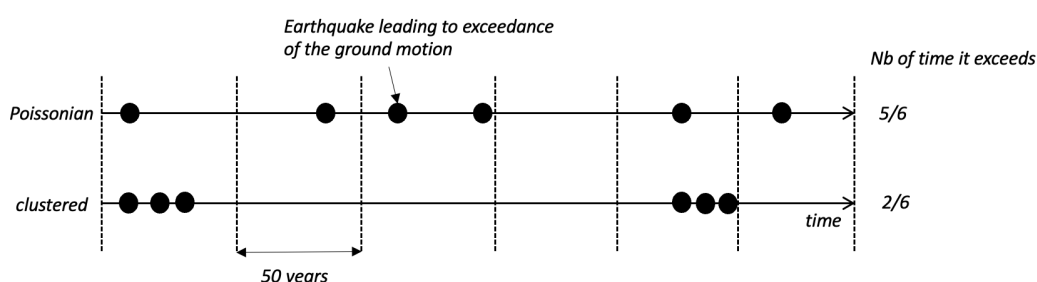 Earthquake leading to exceedance
of the ground motion
Nb of time it exceeds
Poissonian
5/6
clustered
2/6
time
50 years